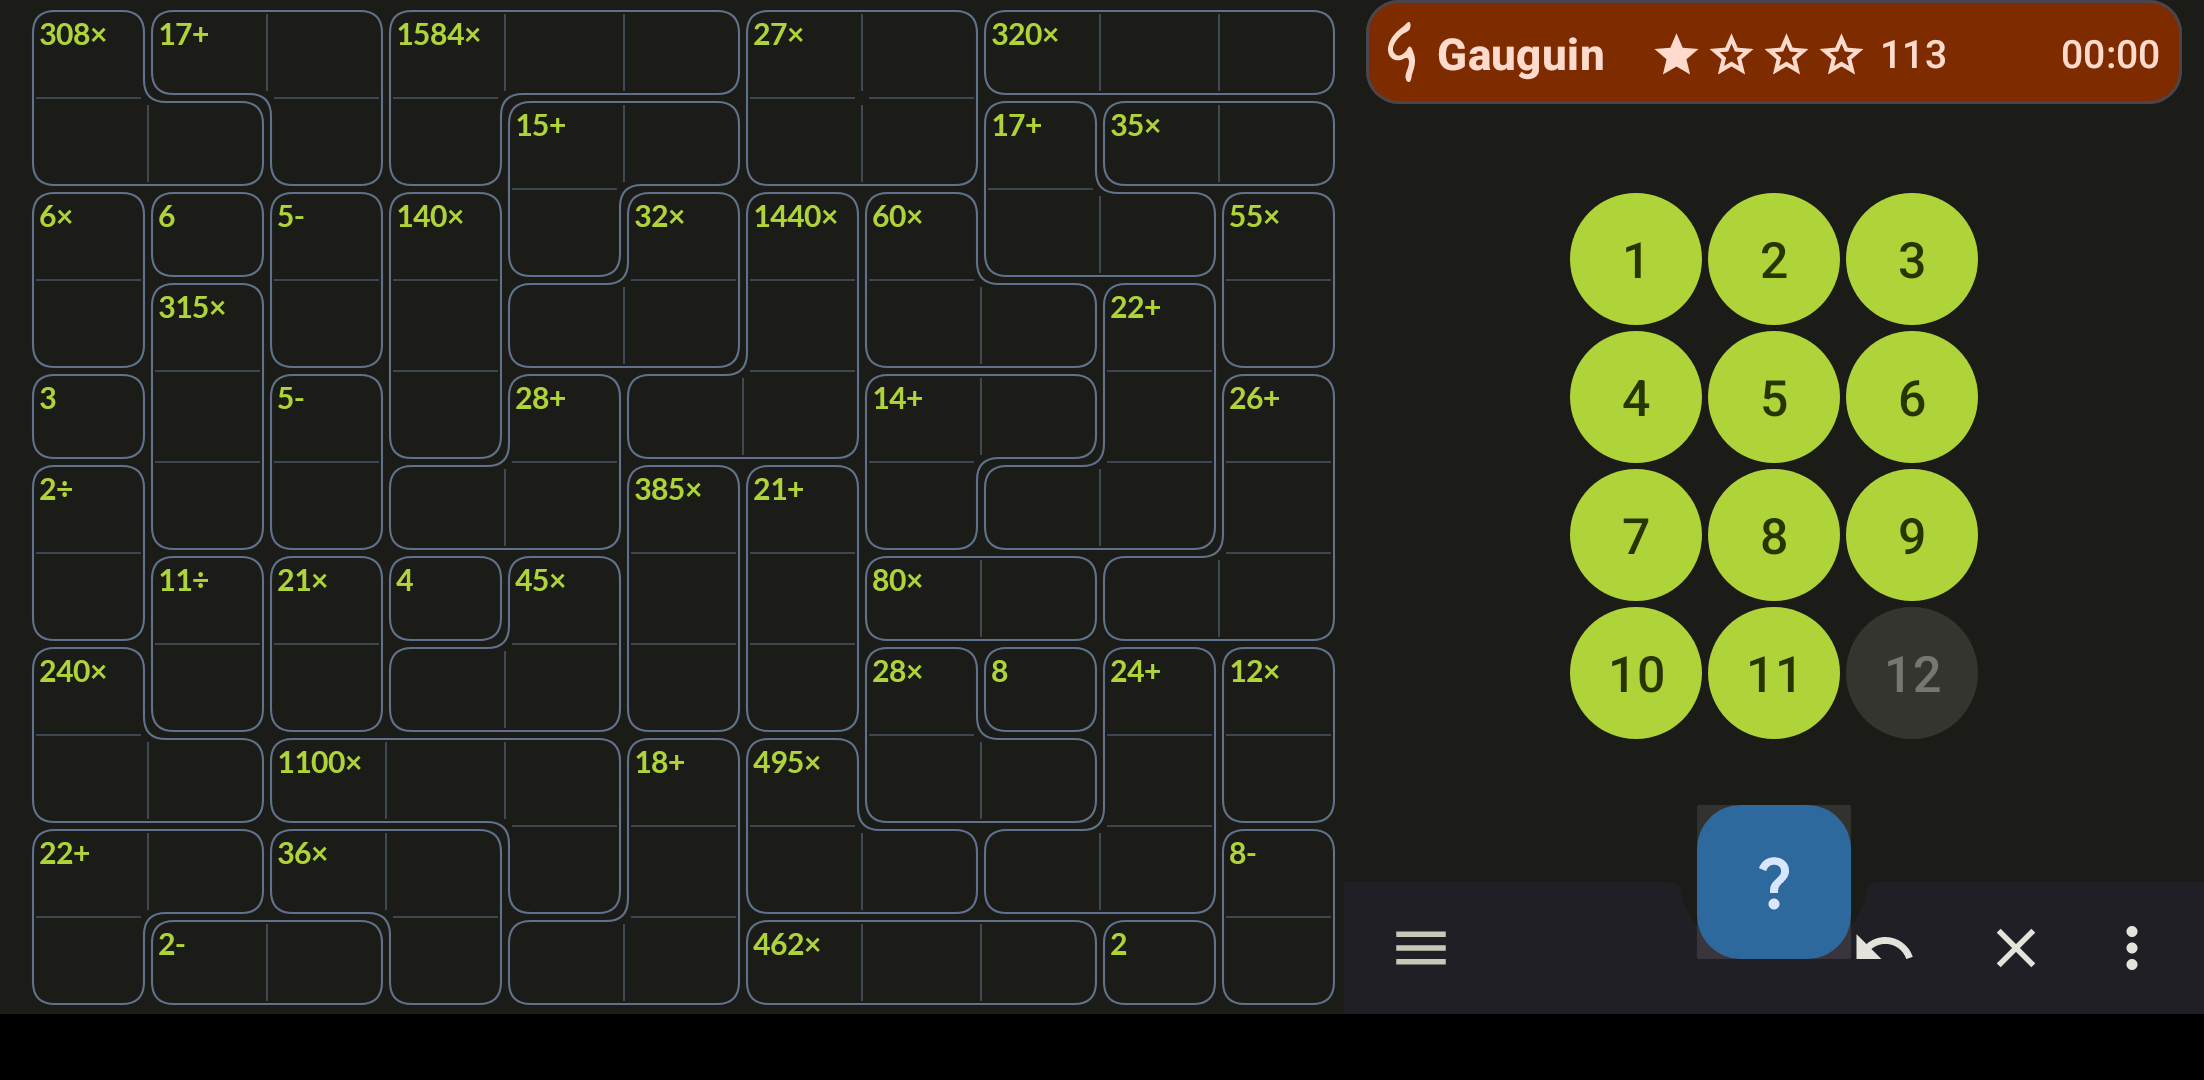 308× 17+ 1584× 27× 320×
15+ 17+ 35×
6× 6 5- 140× 32× 1440× 60× 55×
315× 22+
3 5- 28+ 14+ 26+
2÷ 385× 21+
11÷ 21× 4 45× 80×
240× 28× 8 24+ 12×
1100× 18+ 495×
22+ 36× 8-
2- 462× 2
Gauguin 113 00:00
1 2 3
4 5 6
7 8 9
10 11 12
?